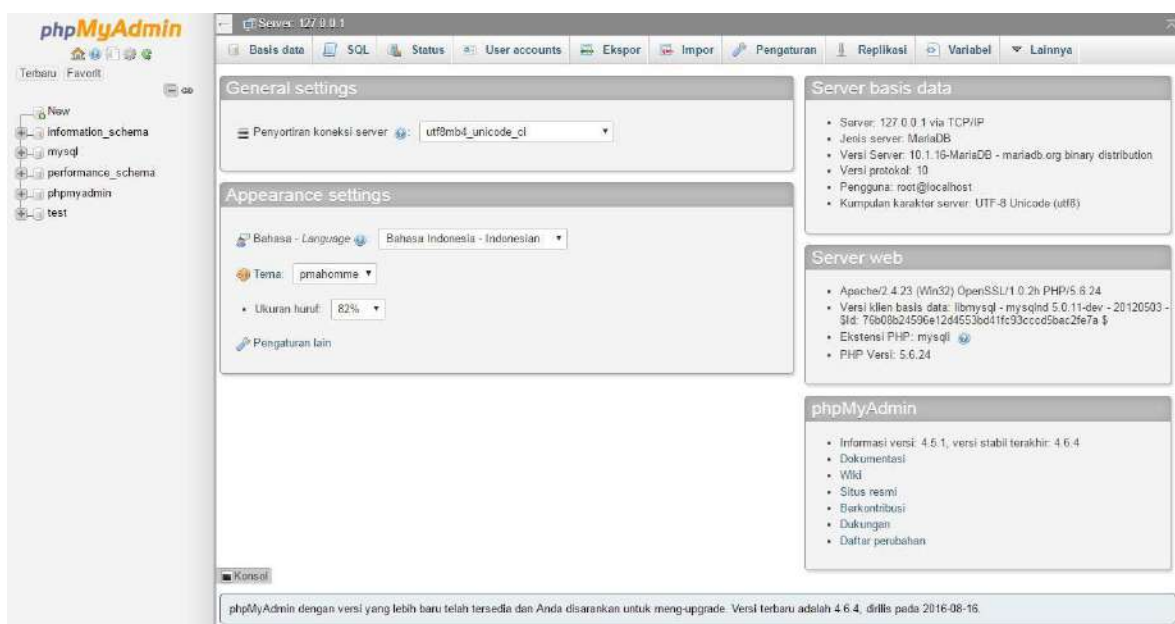 phpMyAdmin
Terbaru Favorit
New
information_schema
mysql
performance_schema
phpmyadmin
test
Server: 127.0.0.1
Basis data SQL Status User accounts Ekspor Impor Pengaturan Replikasi Variabel Lainnya
General settings
Penyortiran koneksi server : utf8mb4_unicode_ci
Appearance settings
Bahasa - Language Bahasa Indonesia - Indonesian
Tema: pmahomme
Ukuran huruf: 82%
Pengaturan lain
Server basis data
Server: 127.0.0.1 via TCP/IP
Jenis server: MariaDB
Versi Server: 10.1.16-MariaDB - mariadb.org binary distribution
Versi protokol: 10
Pengguna: root@localhost
Kumpulan karakter server: UTF-8 Unicode (utf8)
Server web
Apache/2.4.23 (Win32) OpenSSL/1.0.2h PHP/5.6.24
Versi klien basis data: libmysql - mysqlnd 5.0.11-dev - 20120503 -
$Id: 76b08b24596e12d4553bd41fc93cccd5bac2fe7a $
Ekstensi PHP: mysqli
PHP Versi: 5.6.24
phpMyAdmin
Informasi versi: 4.5.1, versi stabil terakhir: 4.6.4
Dokumentasi
Wiki
Situs resmi
Berkontribusi
Dukungan
Daftar perubahan
Konsol
phpMyAdmin dengan versi yang lebih baru telah tersedia dan Anda disarankan untuk meng-upgrade. Versi terbaru adalah 4.6.4, dirilis pada 2016-08-16.